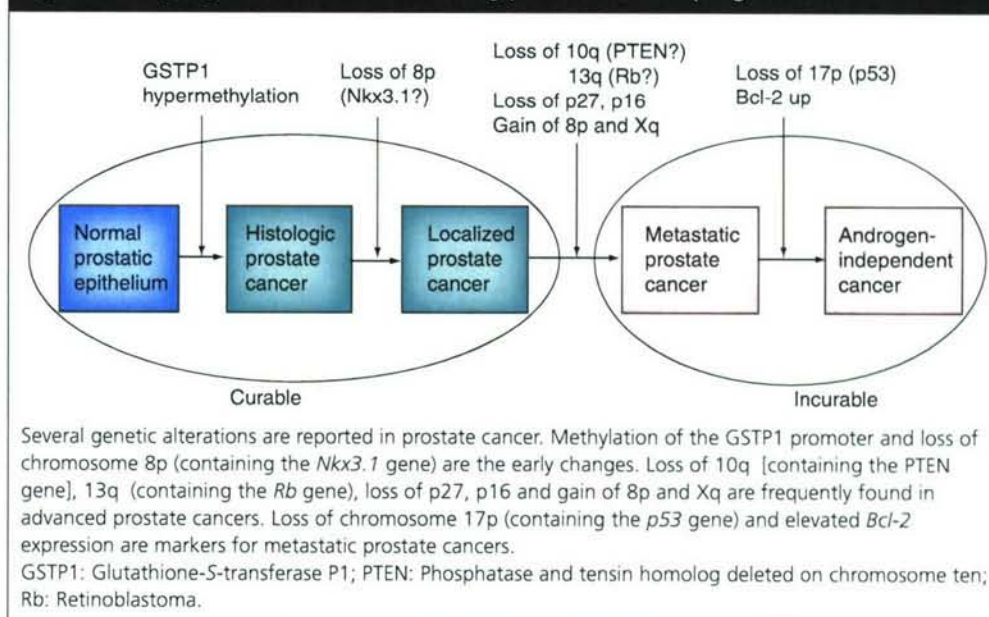 GSTP1
hypermethylation
Loss of 8p
(Nkx3.1?)
Loss of 10q (PTEN?)
13q (Rb?)
Loss of p27, p16
Gain of 8p and Xq
Loss of 17p (p53)
Bcl-2 up
Normal
prostatic
epithelium
Histologic
prostate
cancer
Localized
prostate
cancer
Metastatic
prostate
cancer
Androgen-
independent
cancer
Curable
Incurable
Several genetic alterations are reported in prostate cancer. Methylation of the GSTP1 promoter and loss of
chromosome 8p (containing the Nkx3.1 gene) are the early changes. Loss of 10q [containing the PTEN
gene], 13q (containing the Rb gene), loss of p27, p16 and gain of 8p and Xq are frequently found in
advanced prostate cancers. Loss of chromosome 17p (containing the p53 gene) and elevated Bcl-2
expression are markers for metastatic prostate cancers.
GSTP1: Glutathione-S-transferase P1; PTEN: Phosphatase and tensin homolog deleted on chromosome ten;
Rb: Retinoblastoma.